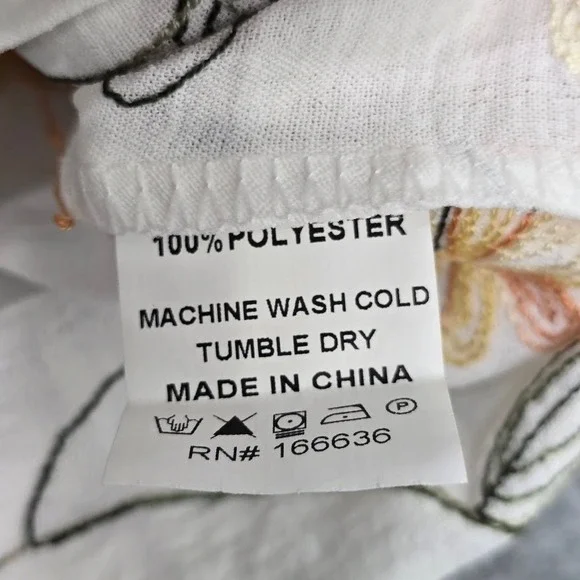 100% POLYESTER
MACHINE WASH COLD
TUMBLE DRY
MADE IN CHINA
P
RN# 166636